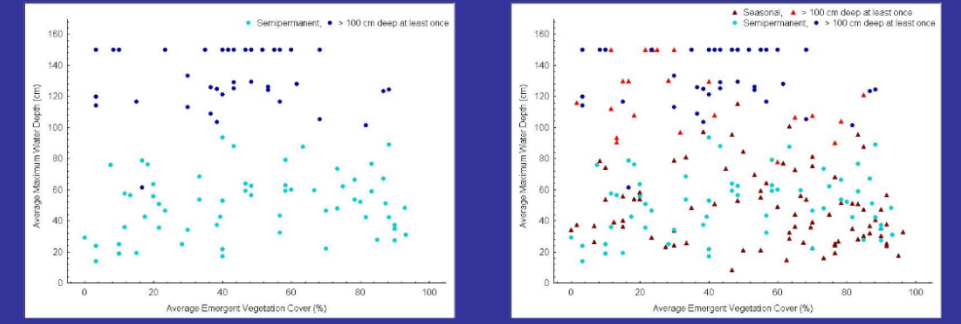 Semipermanent, > 100 cm deep at least once
160
140
120
100
80
60
40
20
0
0 20 40 60 80 100
Average Maximum Water Depth (cm)
Average Emergent Vegetation Cover (%)
Seasonal, > 100 cm deep at least once
Semipermanent, > 100 cm deep at least once
160
140
120
100
80
60
40
20
0
0 20 40 60 80 100
Average Maximum Water Depth (cm)
Average Emergent Vegetation Cover (%)